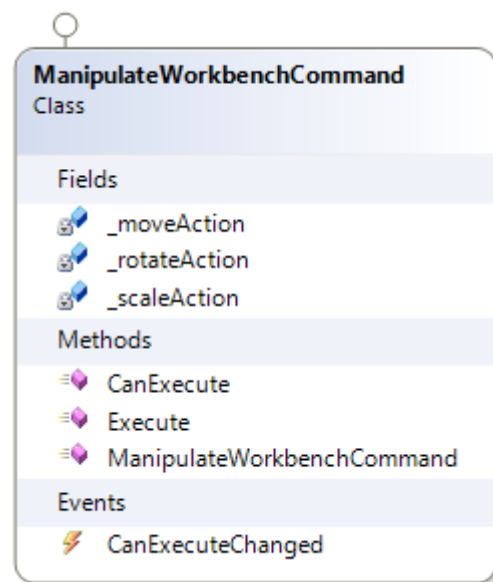 ManipulateWorkbenchCommand
Class
Fields
_moveAction
_rotateAction
_scaleAction
Methods
CanExecute
Execute
ManipulateWorkbenchCommand
Events
CanExecuteChanged